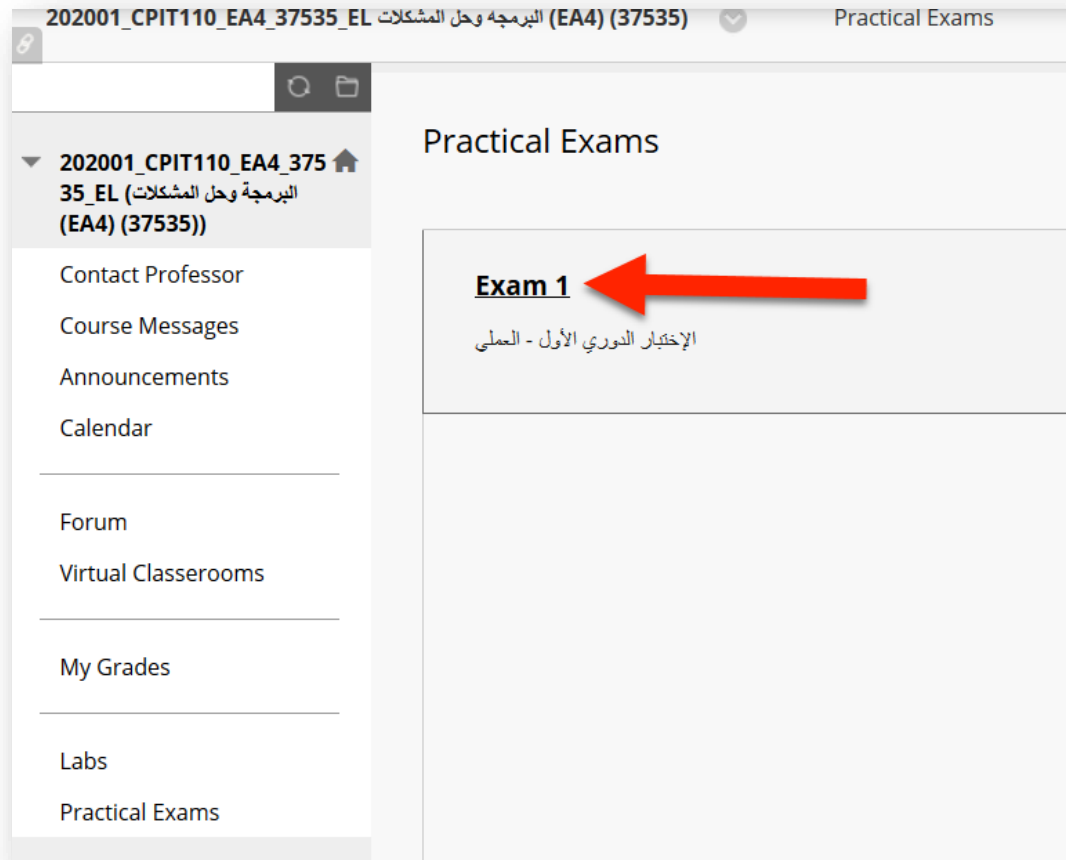 202001_CPIT110_EA4_37535_EL البرمجة وحل المشكلات (EA4) (37535)
Practical Exams
202001_CPIT110_EA4_375
35_EL (البرمجة وحل المشكلات
(EA4) (37535))
Contact Professor
Course Messages
Announcements
Calendar
Forum
Virtual Classerooms
My Grades
Labs
Practical Exams
Practical Exams
Exam 1
الإختبار الدوري الأول - العملي